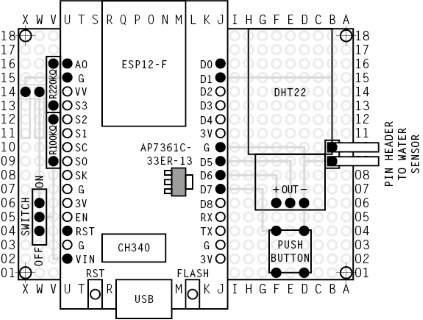 X W V U T S R Q P O N M L K J I H G F E D C B A
18 18
17 17
16 AO D0 16
15 G D1 15
14 VV D2 14
13 S3 D3 13
12 S2 D4 12
11 S1 3V 11
10 SC G 10
09 SO D5 09
08 SK D6 08
07 G D7 07
06 3V D8 06
05 EN RX 05
04 RST TX 04
03 G G 03
02 VIN 3V 02
01 01
R220KΩ
R100KΩ
ESP12-F
DHT22
AP7361C-
33ER-13
+OUT−
PIN HEADER
TO WATER
SENSOR
ON
SWITCH
OFF
CH340
PUSH
BUTTON
RST
FLASH
USB
X W V U T R M K J I H G F E D C B A